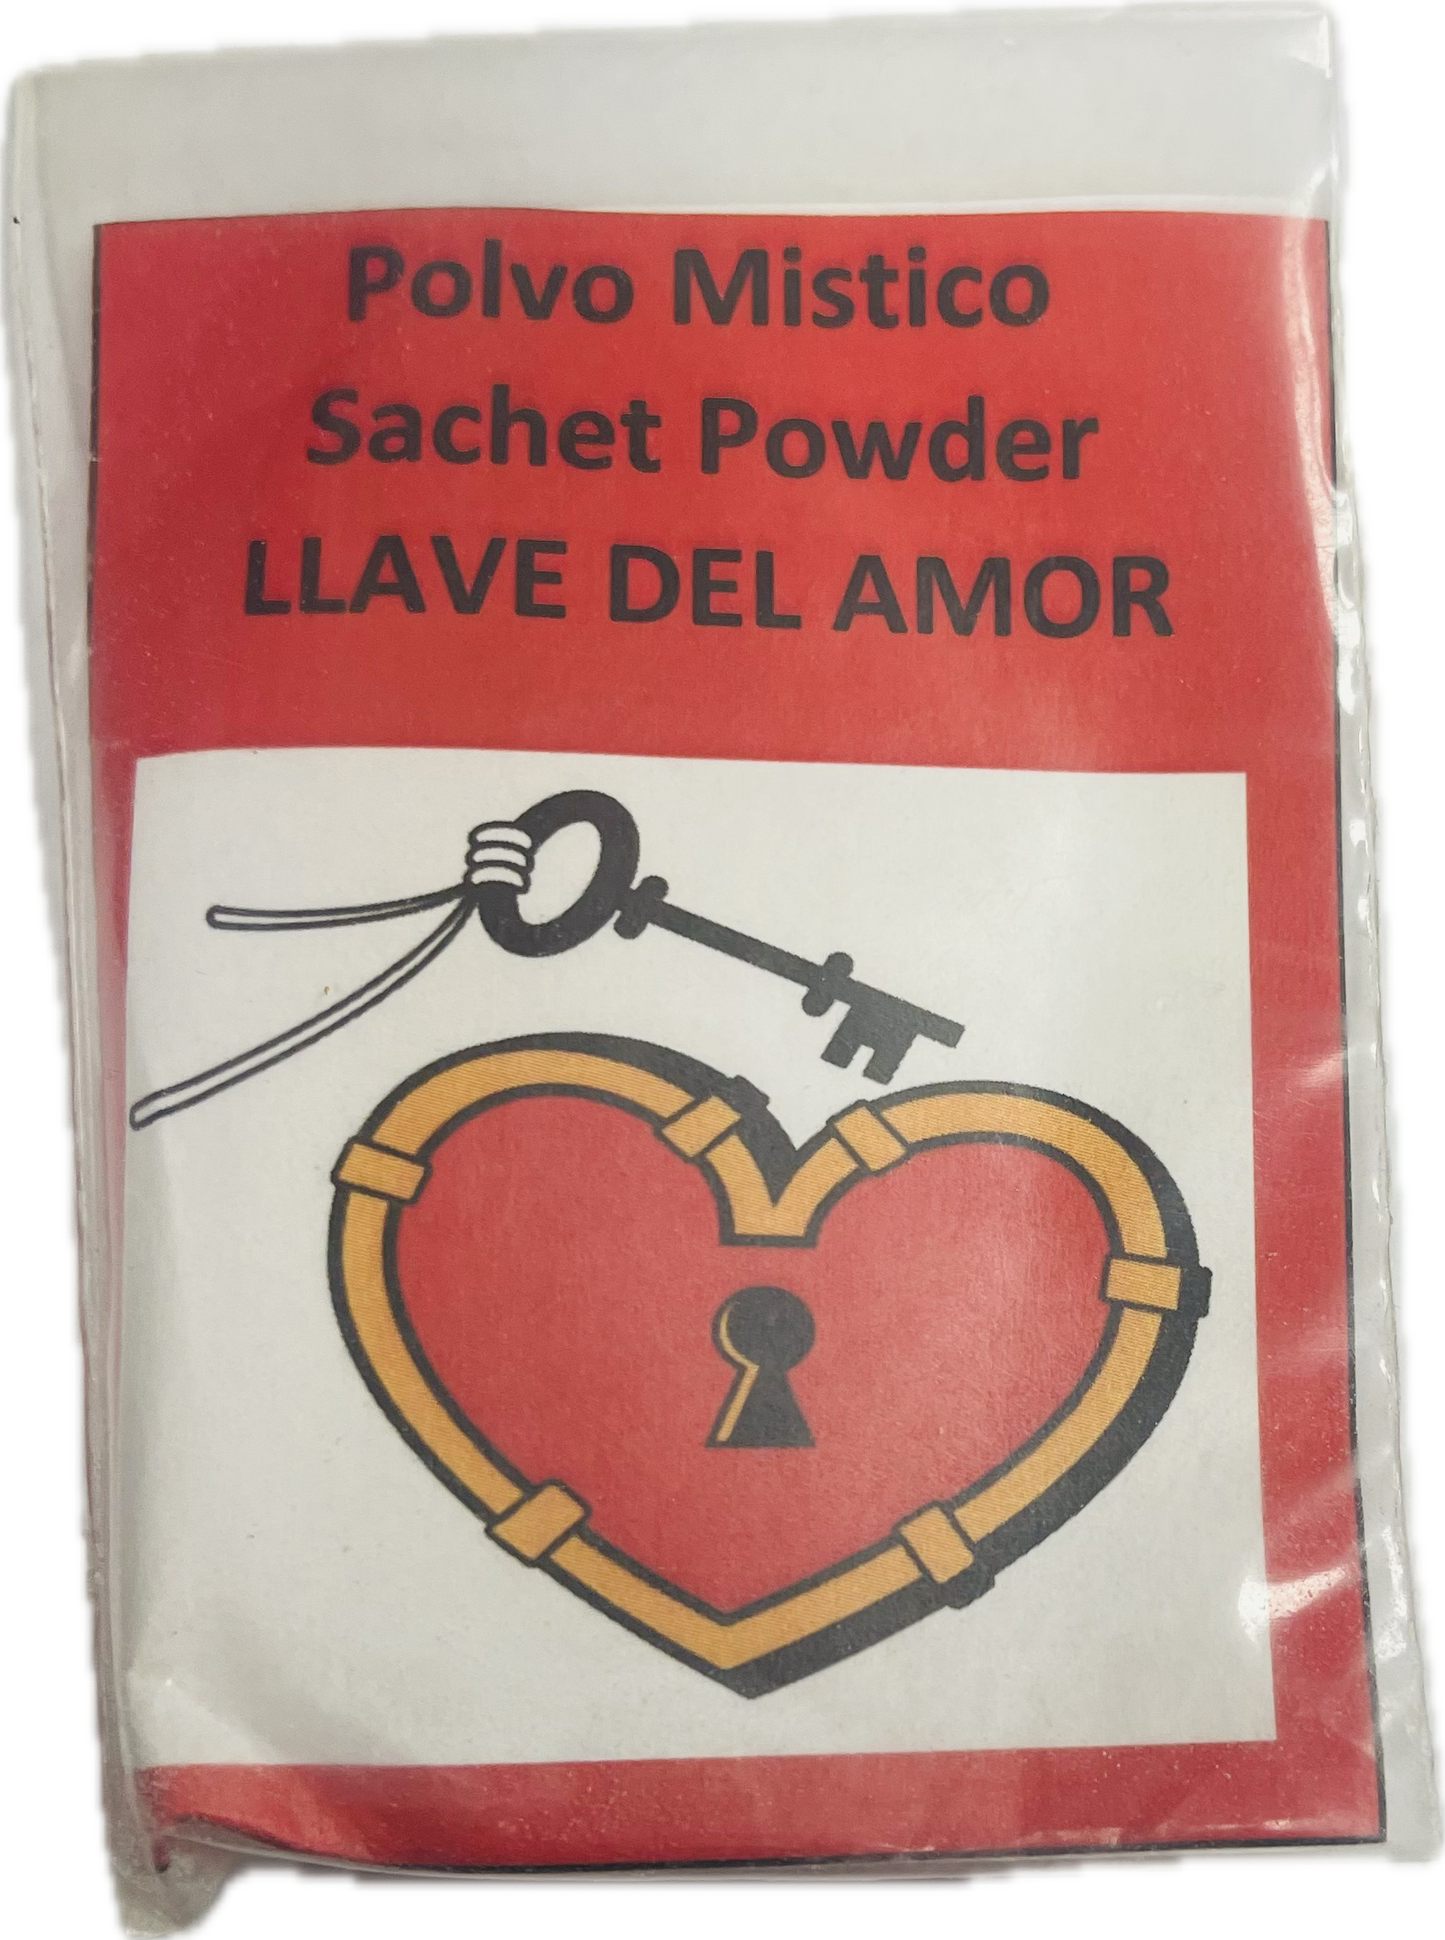 Polvo Mistico
Sachet Powder
LLAVE DEL AMOR